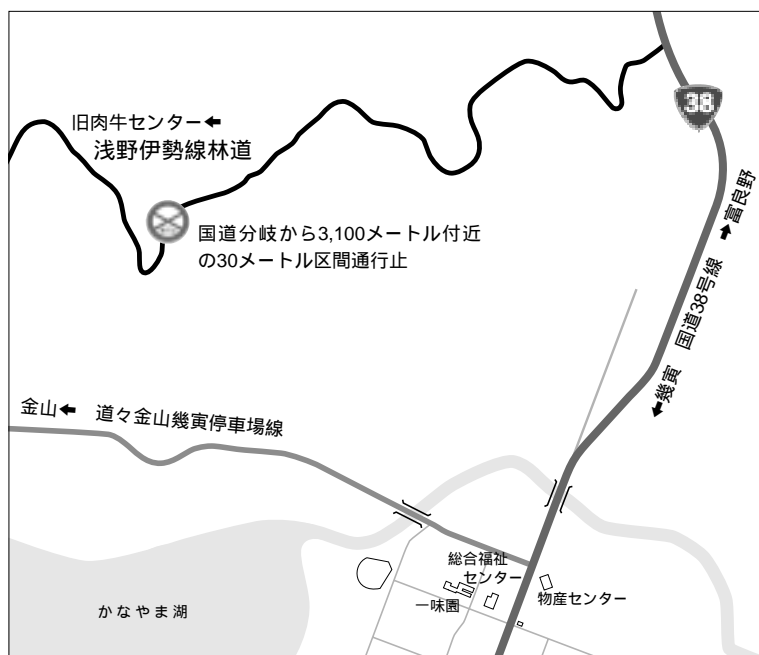 38
旧肉牛センター←
浅野伊勢線林道
国道分岐から3,100メートル付近
の30メートル区間通行止
←幾寅 国道38号線 →富良野
金山← 道々金山幾寅停車場線
総合福祉
センター
一味園
物産センター
かなやま湖